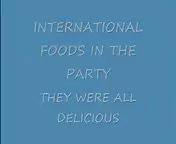 INTERNATIONAL
FOODS IN THE
PARTY
THEY WERE ALL
DELICIOUS